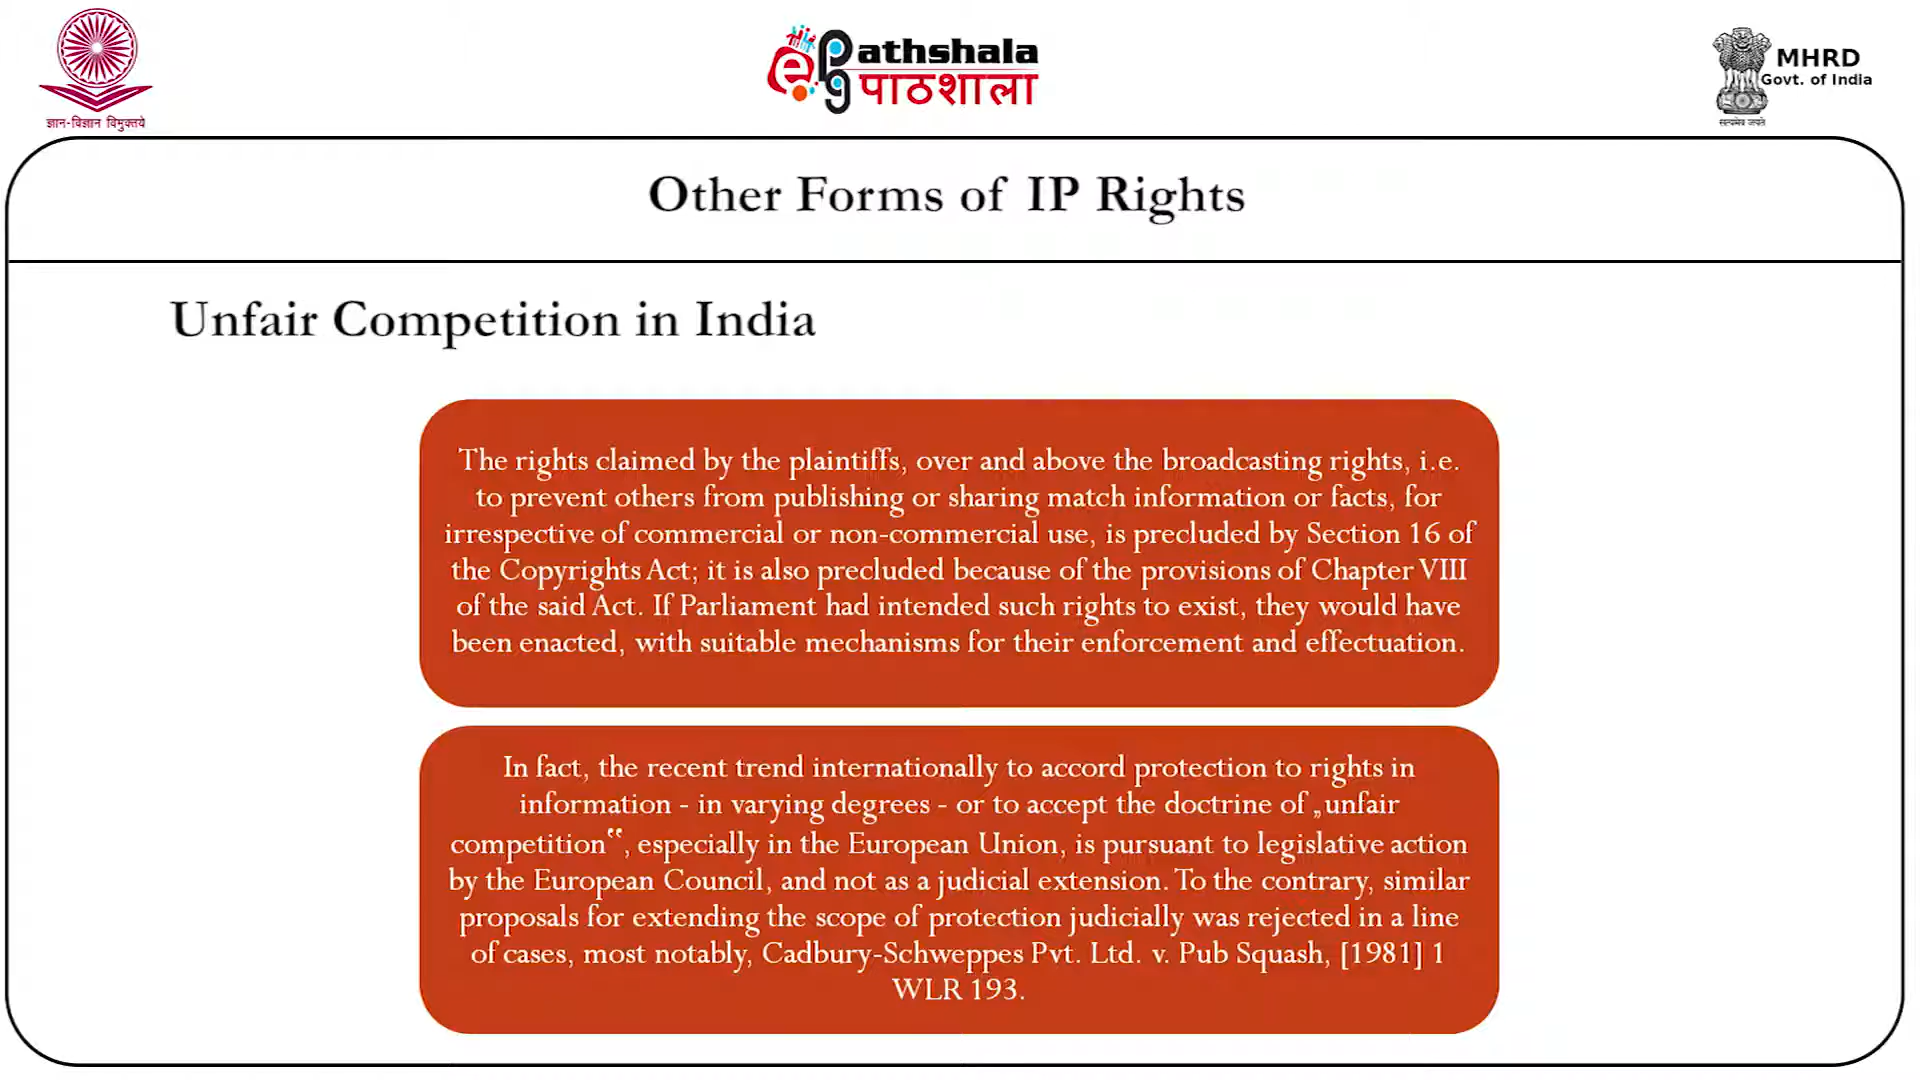 ज्ञान-विज्ञान विमुक्तये
e pg athshala
पाठशाला
MHRD
Govt. of India
सत्यमेव जयते
Other Forms of IP Rights
Unfair Competition in India
The rights claimed by the plaintiffs, over and above the broadcasting rights, i.e.
to prevent others from publishing or sharing match information or facts, for
irrespective of commercial or non-commercial use, is precluded by Section 16 of
the Copyrights Act; it is also precluded because of the provisions of Chapter VIII
of the said Act. If Parliament had intended such rights to exist, they would have
been enacted, with suitable mechanisms for their enforcement and effectuation.
In fact, the recent trend internationally to accord protection to rights in
information - in varying degrees - or to accept the doctrine of „unfair
competition‟, especially in the European Union, is pursuant to legislative action
by the European Council, and not as a judicial extension. To the contrary, similar
proposals for extending the scope of protection judicially was rejected in a line
of cases, most notably, Cadbury-Schweppes Pvt. Ltd. v. Pub Squash, [1981] 1
WLR 193.